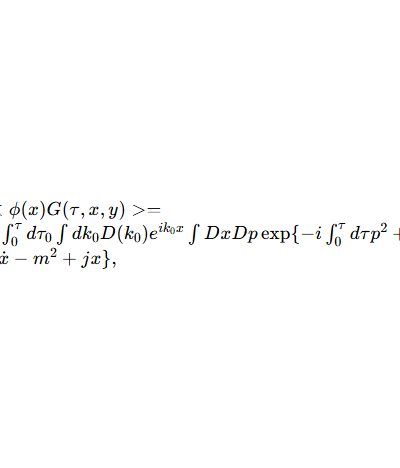 ϕ(x)G(τ, x, y) >=
∫₀^τ dτ₀ ∫ dk₀D(k₀)e^{ik₀x} ∫ DxDp exp{−i ∫₀^τ dτp² +
ẋ − m² + jx},